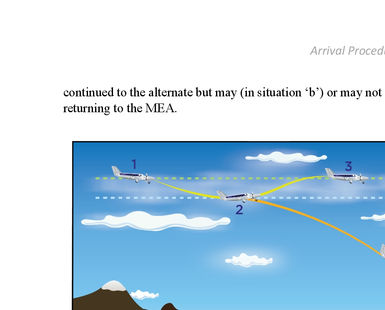 Arrival Proced
continued to the alternate but may (in situation ‘b’) or may not
returning to the MEA.
1
3
2